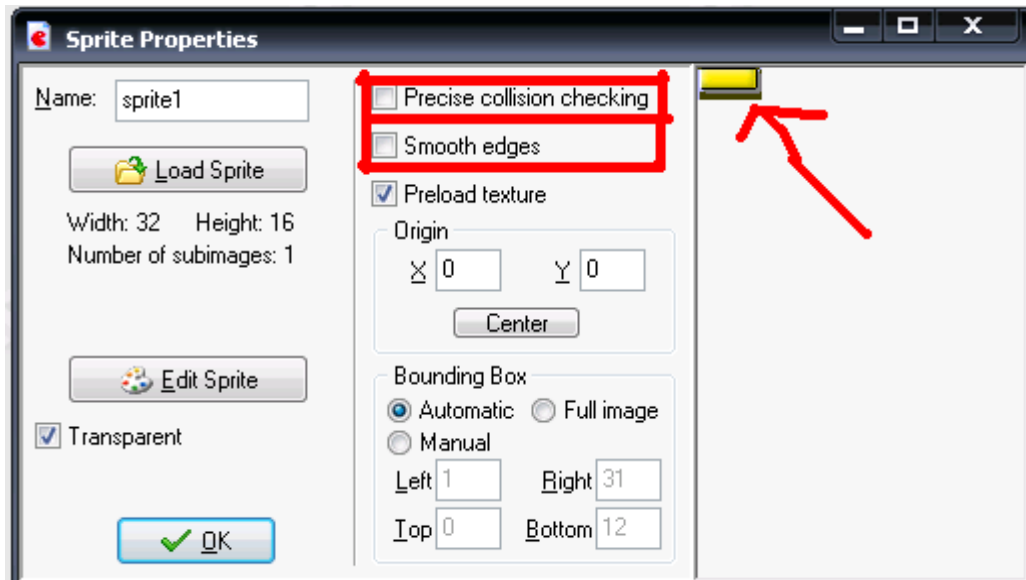 Sprite Properties
Name: sprite1
Load Sprite
Width: 32 Height: 16
Number of subimages: 1
Edit Sprite
Transparent
OK
Precise collision checking
Smooth edges
Preload texture
Origin
X 0 Y 0
Center
Bounding Box
Automatic Full image
Manual
Left 1 Right 31
Top 0 Bottom 12